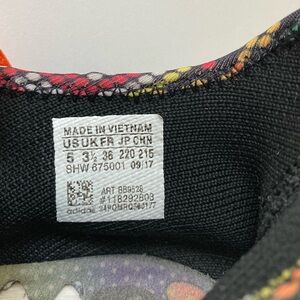 MADE IN VIETNAM
US UK FR JP CHN
5 3½ 36 220 215
SHW 675001 09/17
ART BB9528
#118292803
adidas